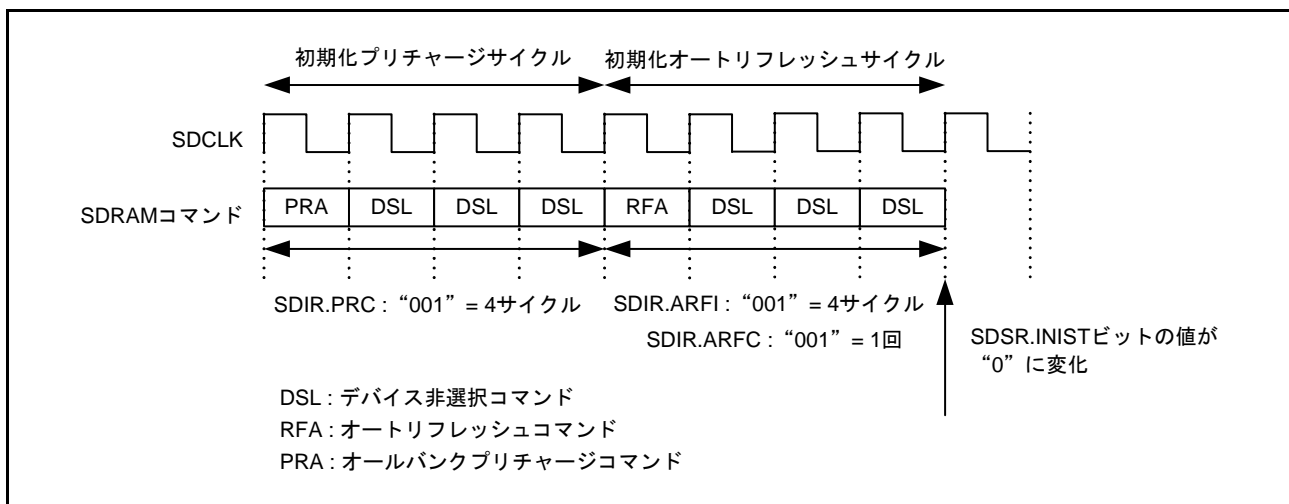 初期化プリチャージサイクル 初期化オートリフレッシュサイクル
SDCLK
SDRAMコマンド PRA DSL DSL DSL RFA DSL DSL DSL
SDIR.PRC : “001” = 4サイクル SDIR.ARFI : “001” = 4サイクル
SDIR.ARFC : “001” = 1回
SDSR.INISTビットの値が
“0” に変化
DSL : デバイス非選択コマンド
RFA : オートリフレッシュコマンド
PRA : オールバンクプリチャージコマンド